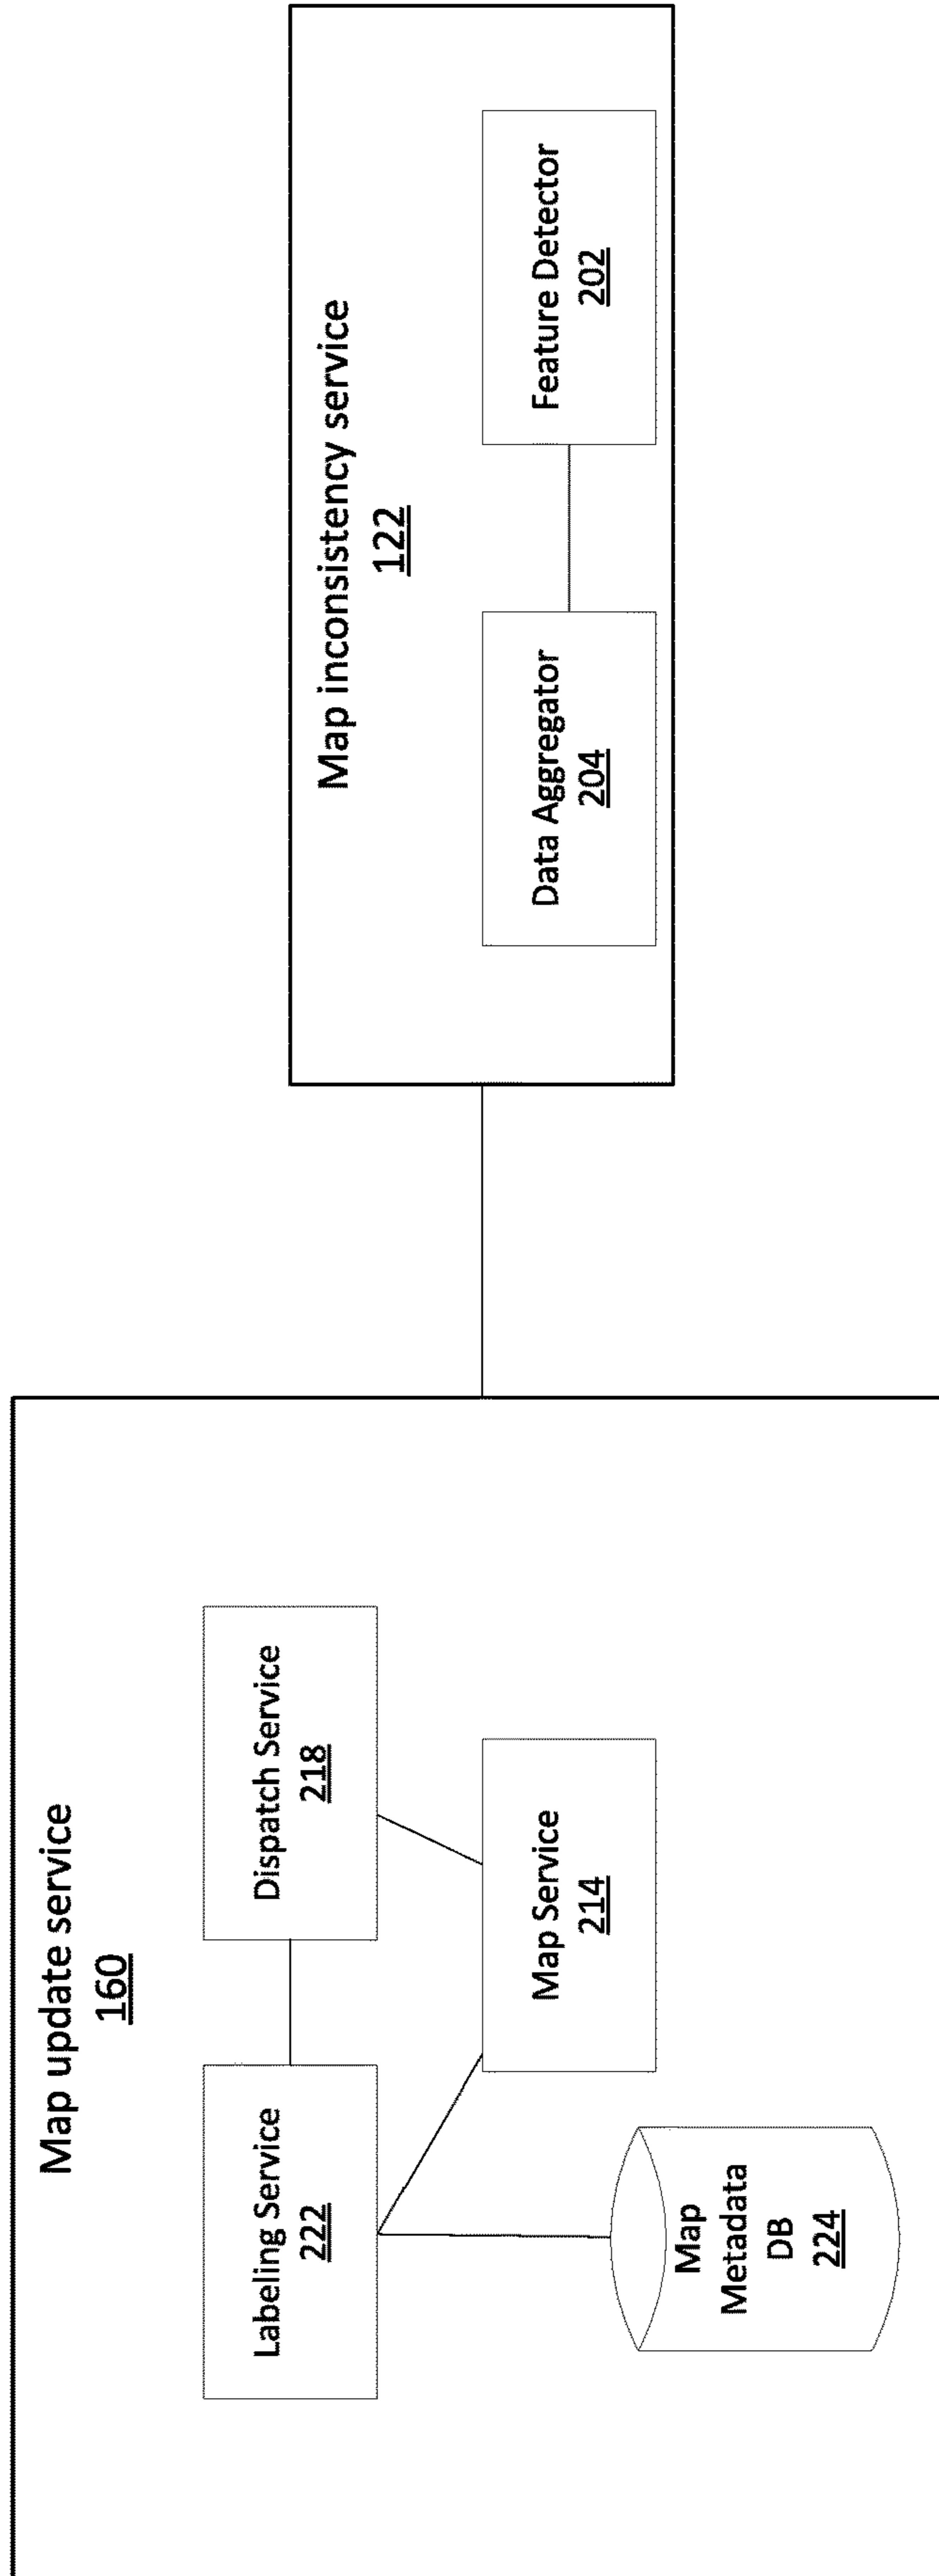 Map update service
160
Labeling Service
222
Dispatch Service
218
Map Service
214
Map
Metadata
DB
224
Map inconsistency service
122
Data Aggregator
204
Feature Detector
202